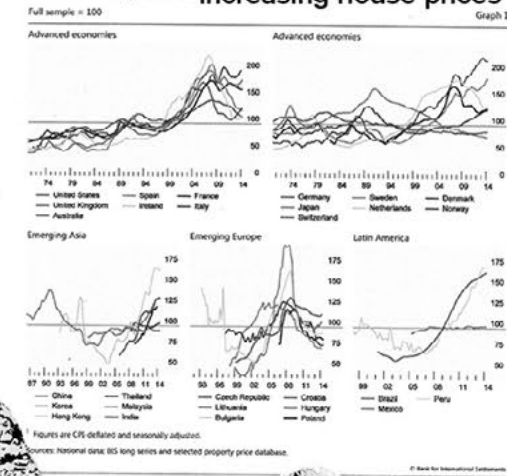 increasing house prices
Full sample = 100
Graph 1
Advanced economies
Advanced economies
200
150
100
50
0
74 79 84 89 94 99 04 09 14
200
150
100
50
0
74 79 84 89 94 99 04 09 14
United States Spain France
United Kingdom Ireland Italy
Australia
Germany Sweden Denmark
Japan Netherlands Norway
Switzerland
Emerging Asia
Emerging Europe
Latin America
175
150
125
100
75
50
87 90 93 96 99 02 05 08 11 14
175
150
125
100
75
50
93 96 99 02 05 08 11 14
175
150
125
100
75
50
99 02 05 08 11 14
China Thailand
Korea Malaysia
Hong Kong India
Czech Republic Croatia
Lithuania Hungary
Bulgaria Poland
Brazil Peru
Mexico
Figures are CPI deflated and seasonally adjusted.
Sources: National data; BIS long series and selected property price database.
© Bank for International Settlements